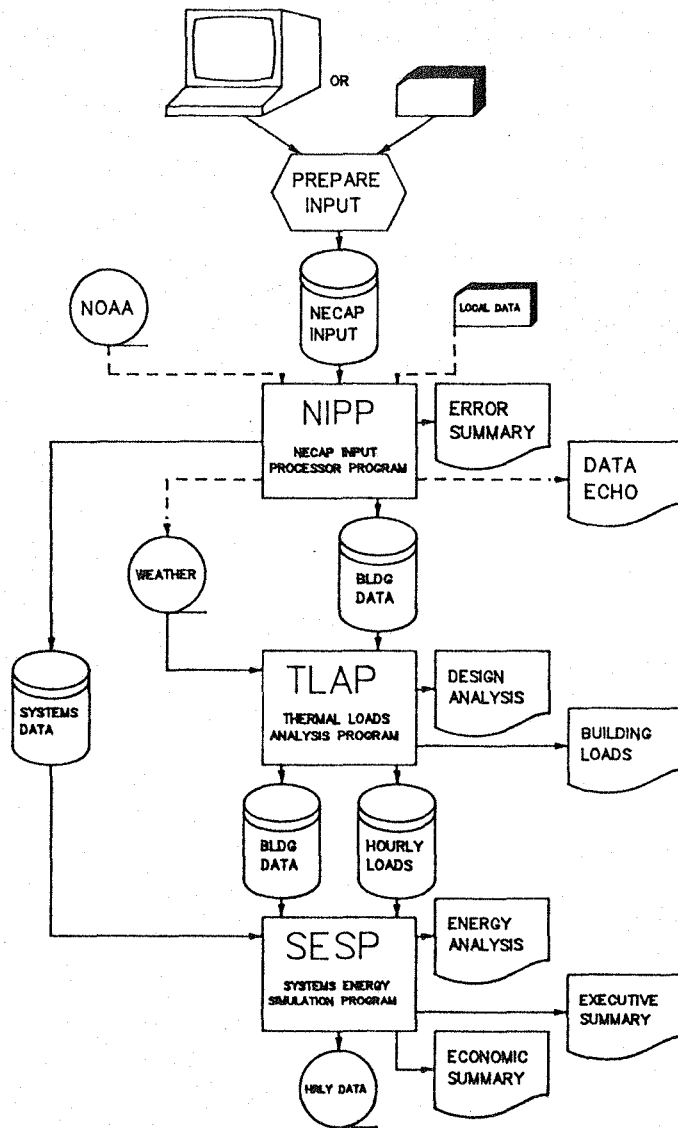 OR
PREPARE
INPUT
NOAA
NECAP
INPUT
LOCAL DATA
NIPP
NECAP INPUT
PROCESSOR PROGRAM
ERROR
SUMMARY
DATA
ECHO
WEATHER
BLDG
DATA
SYSTEMS
DATA
TLAP
THERMAL LOADS
ANALYSIS PROGRAM
DESIGN
ANALYSIS
BUILDING
LOADS
BLDG
DATA
HOURLY
LOADS
SESP
SYSTEMS ENERGY
SIMULATION PROGRAM
ENERGY
ANALYSIS
EXECUTIVE
SUMMARY
HRLY DATA
ECONOMIC
SUMMARY